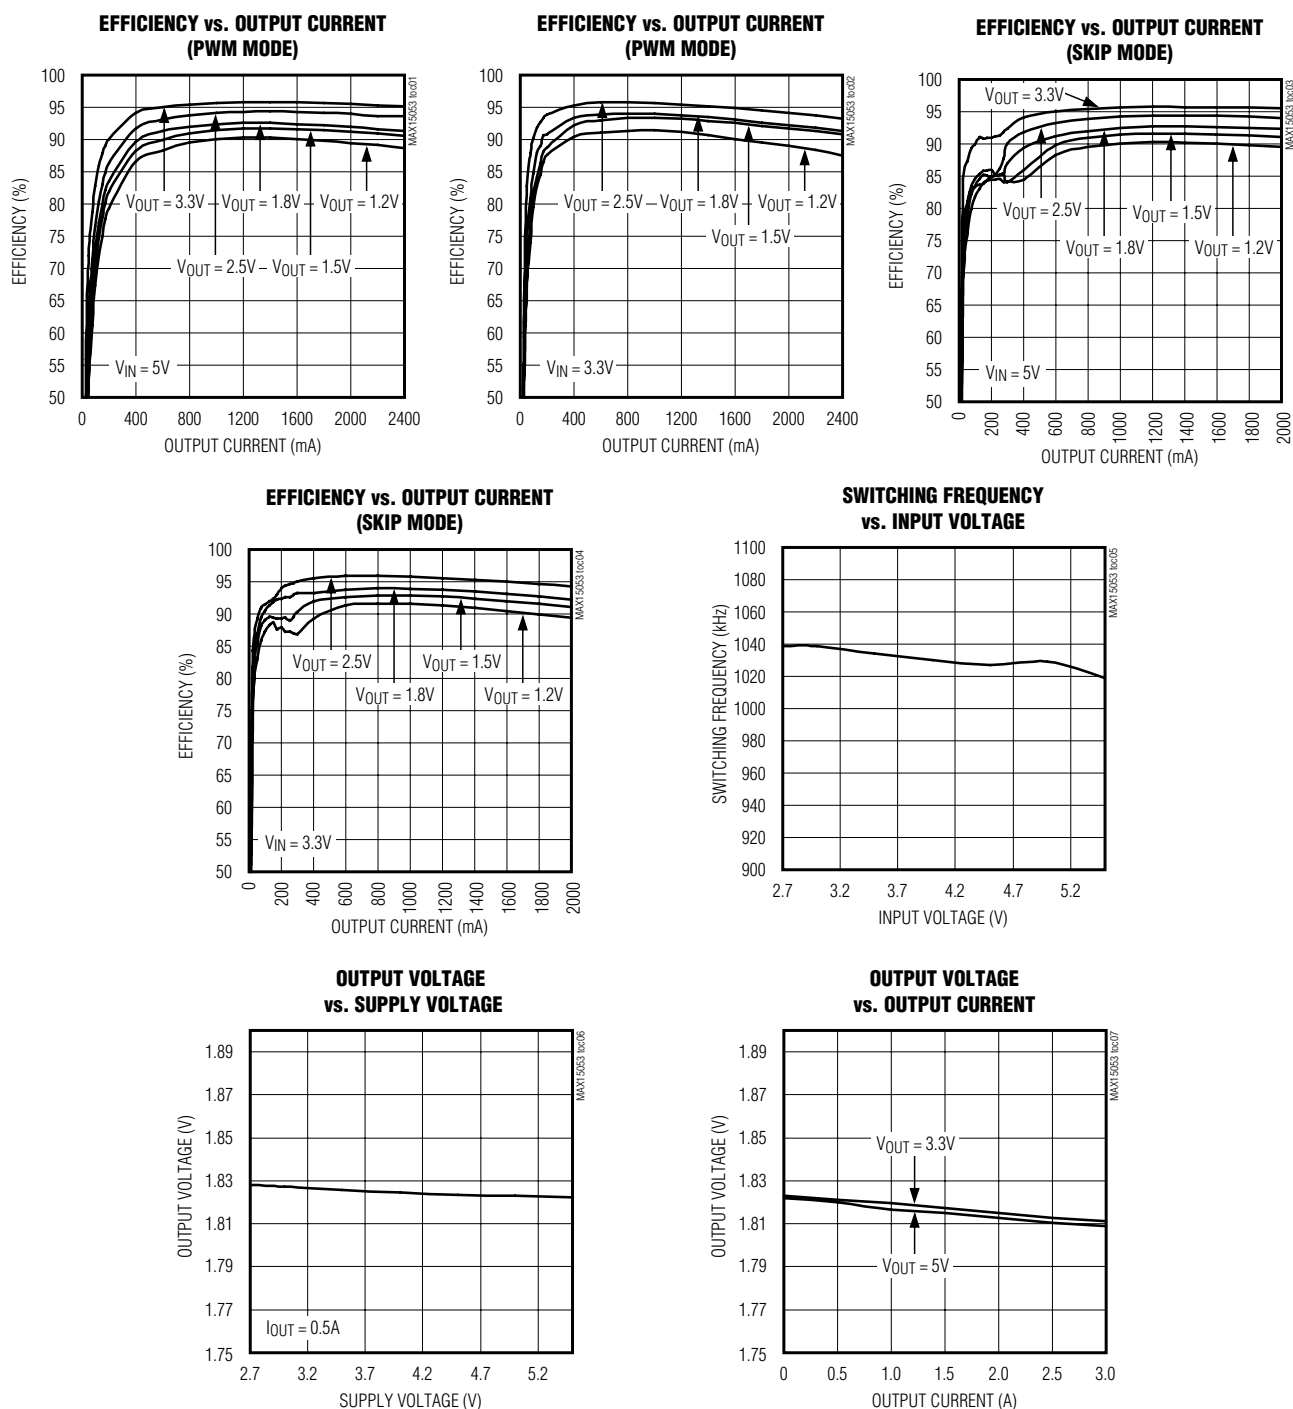 EFFICIENCY vs. OUTPUT CURRENT
(PWM MODE)
100
95
90
85
80
75
70
65
60
55
50
EFFICIENCY (%)
MAX15053 toc01
VOUT = 3.3V
VOUT = 1.8V
VOUT = 1.2V
VOUT = 2.5V
VOUT = 1.5V
VIN = 5V
0 400 800 1200 1600 2000 2400
OUTPUT CURRENT (mA)
EFFICIENCY vs. OUTPUT CURRENT
(PWM MODE)
100
95
90
85
80
75
70
65
60
55
50
EFFICIENCY (%)
MAX15053 toc02
VOUT = 2.5V
VOUT = 1.8V
VOUT = 1.2V
VOUT = 1.5V
VIN = 3.3V
0 400 800 1200 1600 2000 2400
OUTPUT CURRENT (mA)
EFFICIENCY vs. OUTPUT CURRENT
(SKIP MODE)
100
95
90
85
80
75
70
65
60
55
50
EFFICIENCY (%)
MAX15053 toc03
VOUT = 3.3V
VOUT = 2.5V
VOUT = 1.5V
VOUT = 1.8V
VOUT = 1.2V
VIN = 5V
0 200 400 600 800 1000 1200 1400 1600 1800 2000
OUTPUT CURRENT (mA)
EFFICIENCY vs. OUTPUT CURRENT
(SKIP MODE)
100
95
90
85
80
75
70
65
60
55
50
EFFICIENCY (%)
MAX15053 toc04
VOUT = 2.5V
VOUT = 1.5V
VOUT = 1.8V
VOUT = 1.2V
VIN = 3.3V
0 200 400 600 800 1000 1200 1400 1600 1800 2000
OUTPUT CURRENT (mA)
SWITCHING FREQUENCY
vs. INPUT VOLTAGE
1100
1080
1060
1040
1020
1000
980
960
940
920
900
SWITCHING FREQUENCY (kHz)
MAX15053 toc05
2.7 3.2 3.7 4.2 4.7 5.2
INPUT VOLTAGE (V)
OUTPUT VOLTAGE
vs. SUPPLY VOLTAGE
1.89
1.87
1.85
1.83
1.81
1.79
1.77
1.75
OUTPUT VOLTAGE (V)
MAX15053 toc06
IOUT = 0.5A
2.7 3.2 3.7 4.2 4.7 5.2
SUPPLY VOLTAGE (V)
OUTPUT VOLTAGE
vs. OUTPUT CURRENT
1.89
1.87
1.85
1.83
1.81
1.79
1.77
1.75
OUTPUT VOLTAGE (V)
MAX15053 toc07
VOUT = 3.3V
VOUT = 5V
0 0.5 1.0 1.5 2.0 2.5 3.0
OUTPUT CURRENT (A)